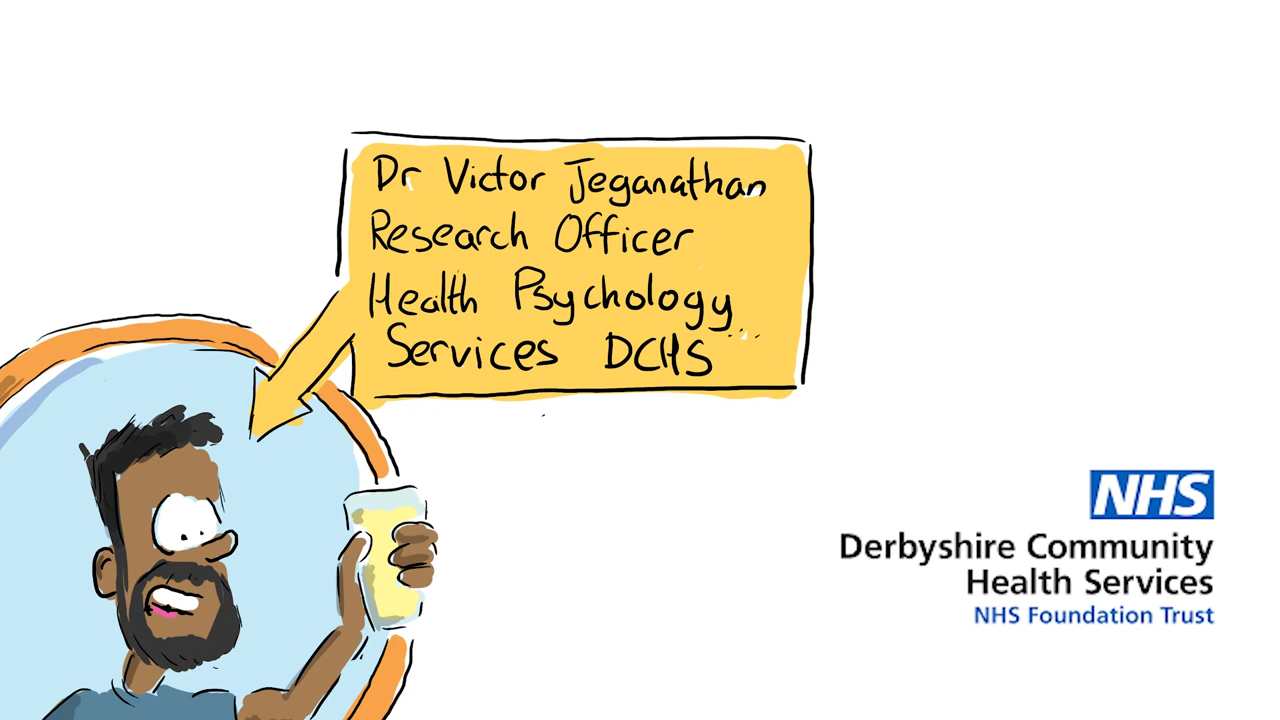 Dr Victor Jeganathan
Research Officer
Health Psychology
Services DCHS
NHS
Derbyshire Community
Health Services
NHS Foundation Trust